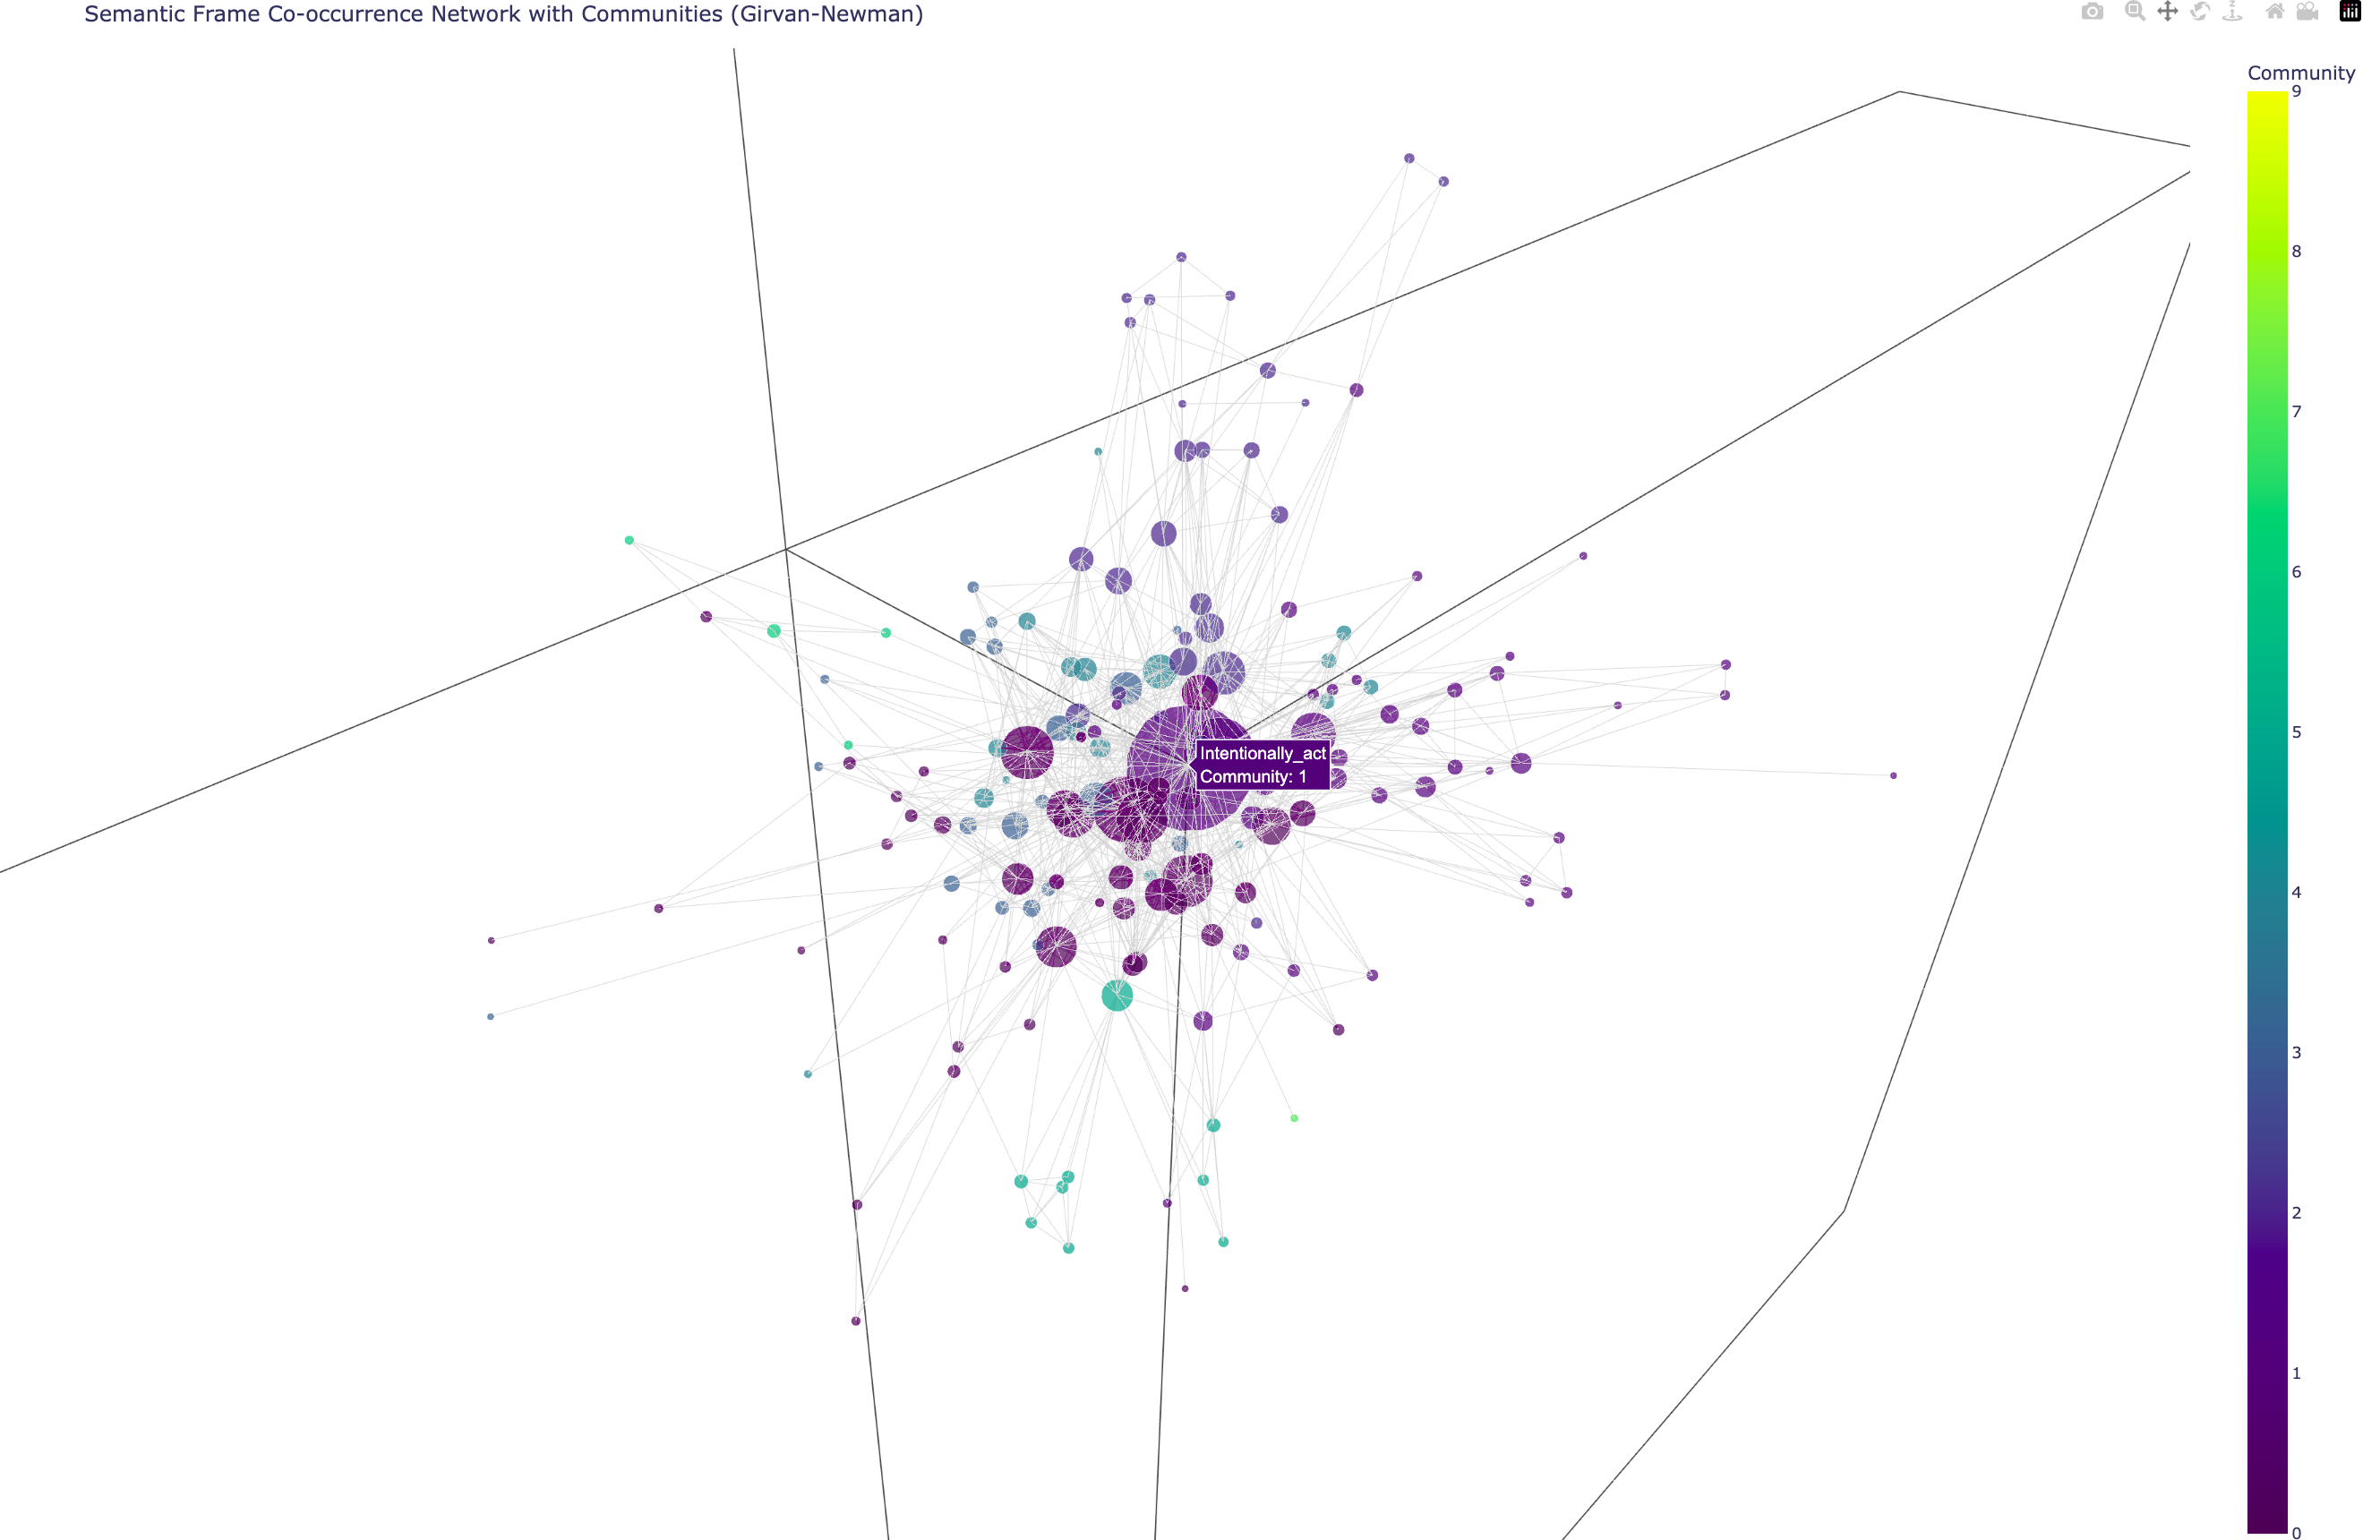 Semantic Frame Co-occurrence Network with Communities (Girvan-Newman)
Community
9
8
7
6
5
4
3
2
1
0
Intentionally_act
Community: 1